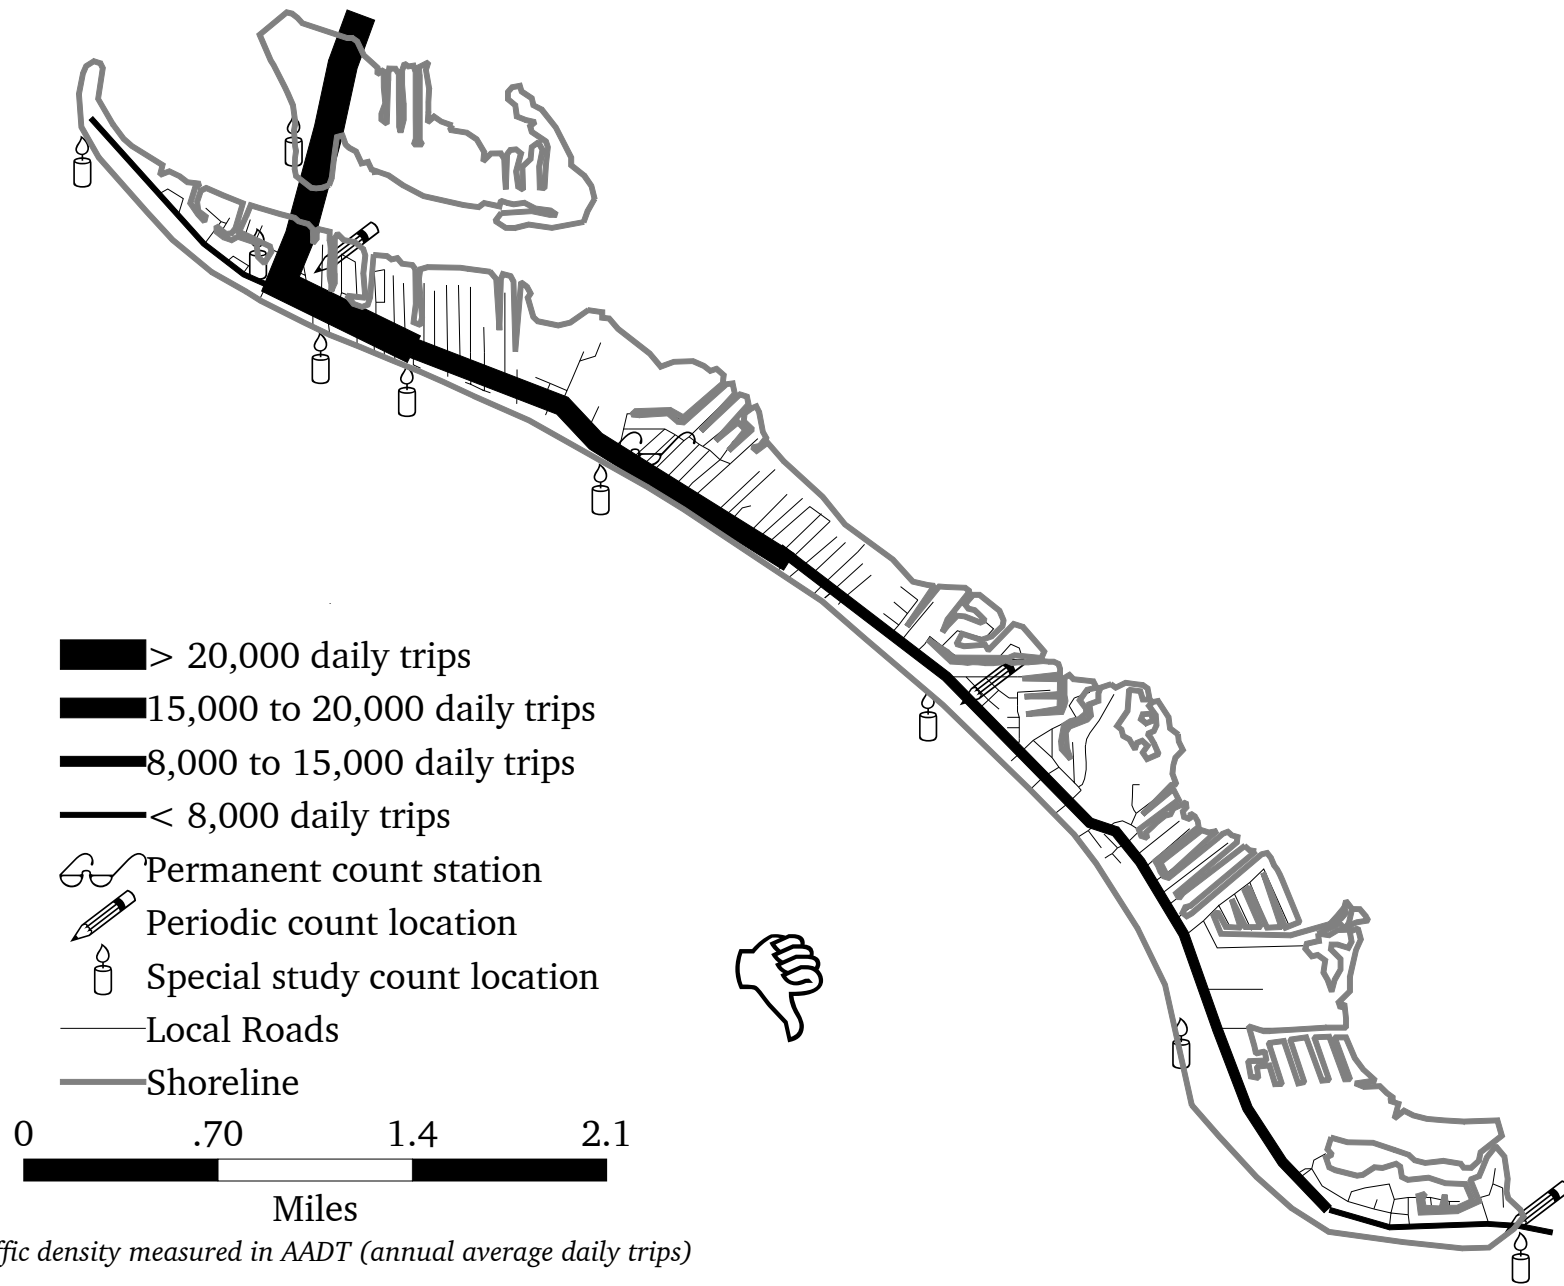 > 20,000 daily trips
15,000 to 20,000 daily trips
8,000 to 15,000 daily trips
< 8,000 daily trips
Permanent count station
Periodic count location
Special study count location
Local Roads
Shoreline
0 .70 1.4 2.1
Miles
ffic density measured in AADT (annual average daily trips)